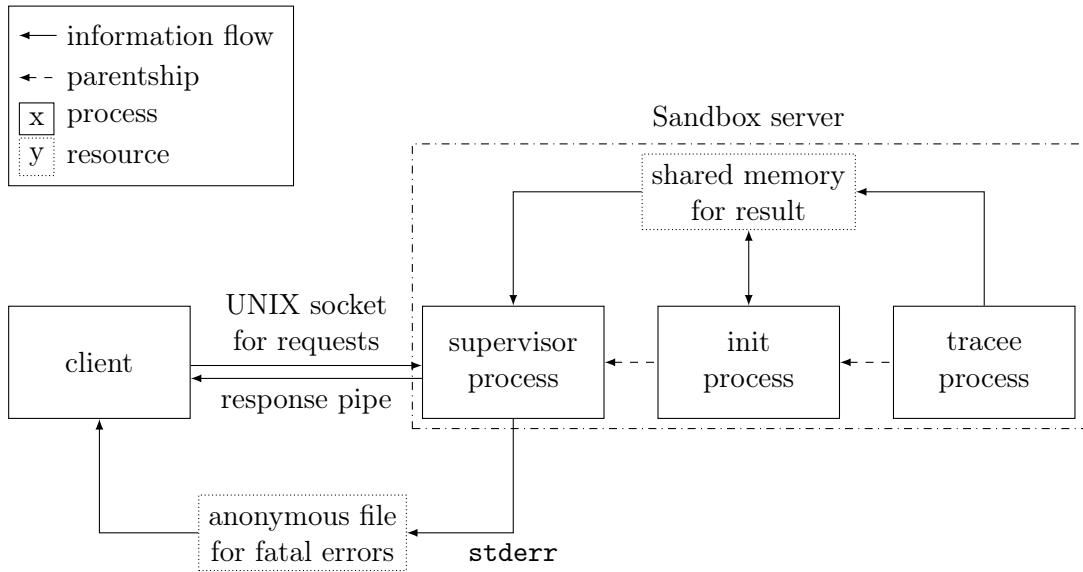 information flow
parentship
x process
y resource
Sandbox server
shared memory
for result
UNIX socket
for requests
client
supervisor
process
init
process
tracee
process
response pipe
anonymous file
for fatal errors
stderr